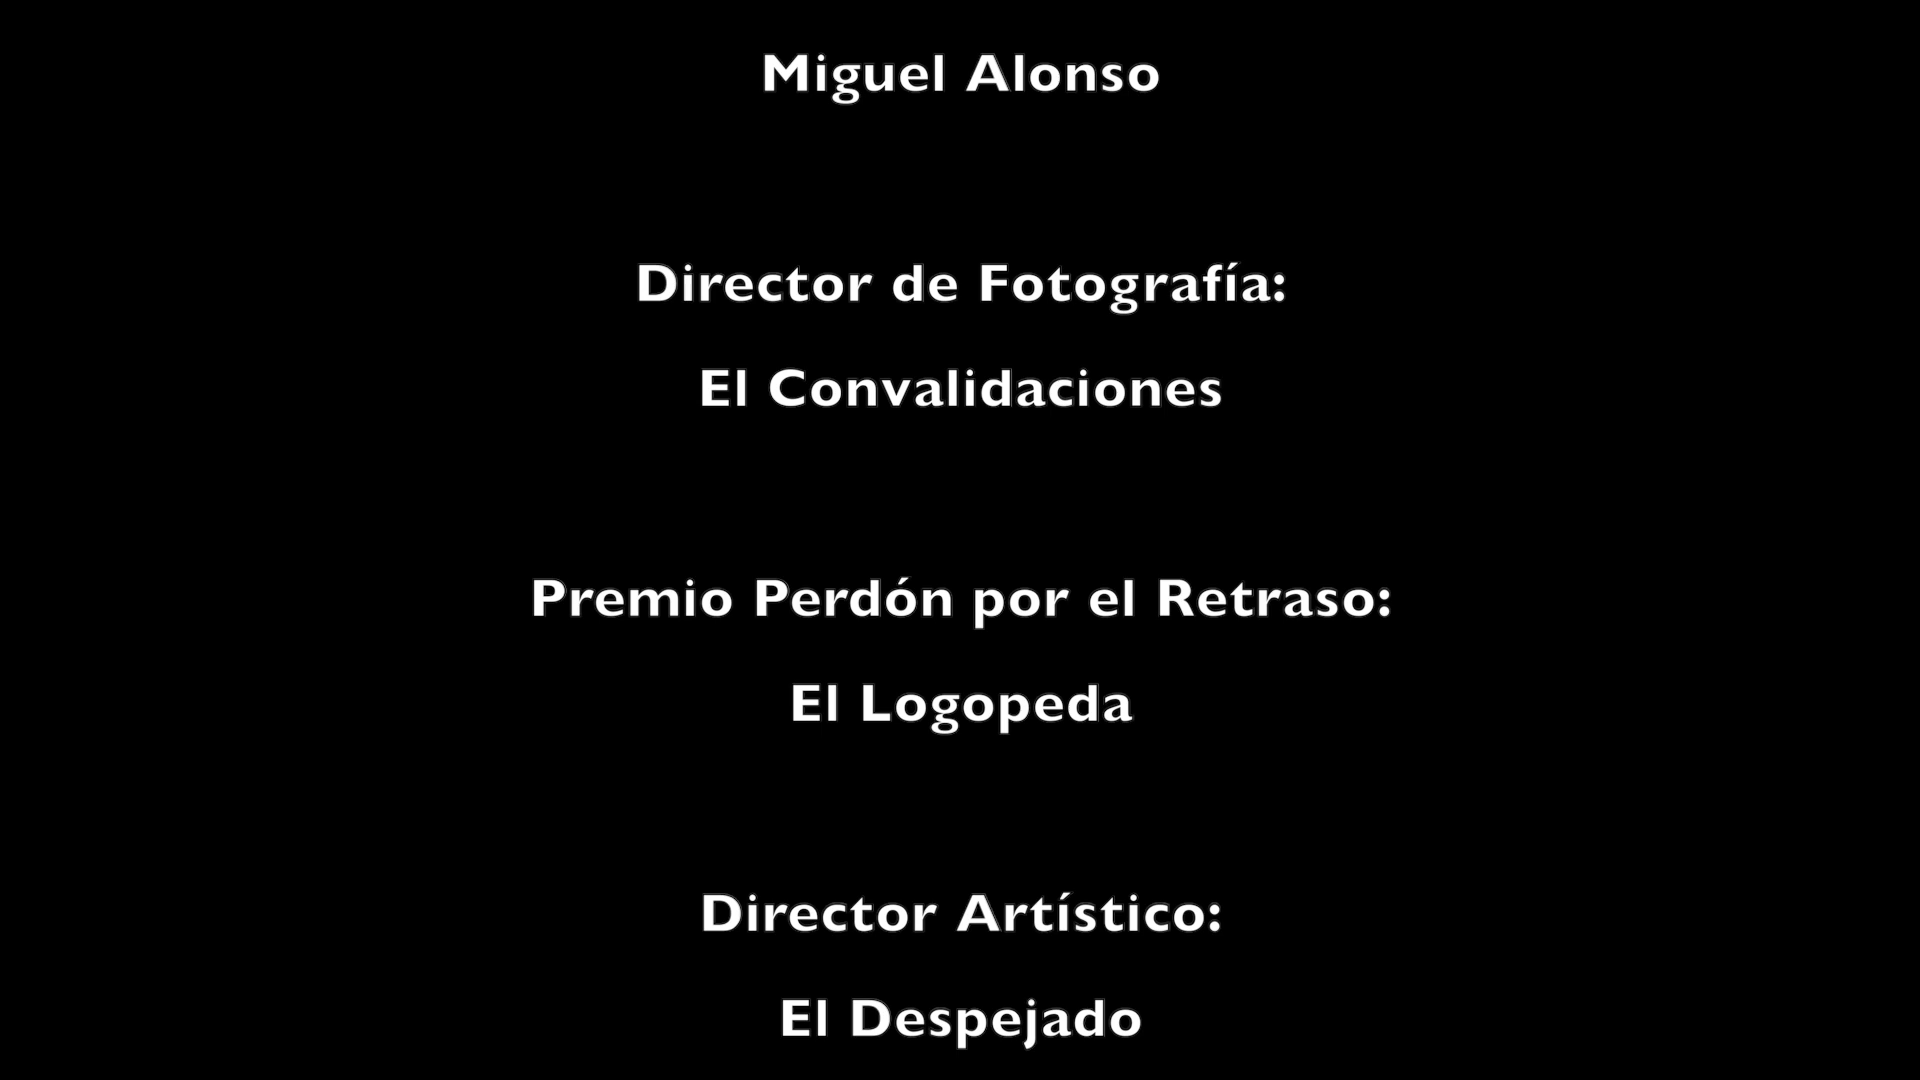 Miguel Alonso
Director de Fotografía:
El Convalidaciones
Premio Perdón por el Retraso:
El Logopeda
Director Artístico:
El Despejado